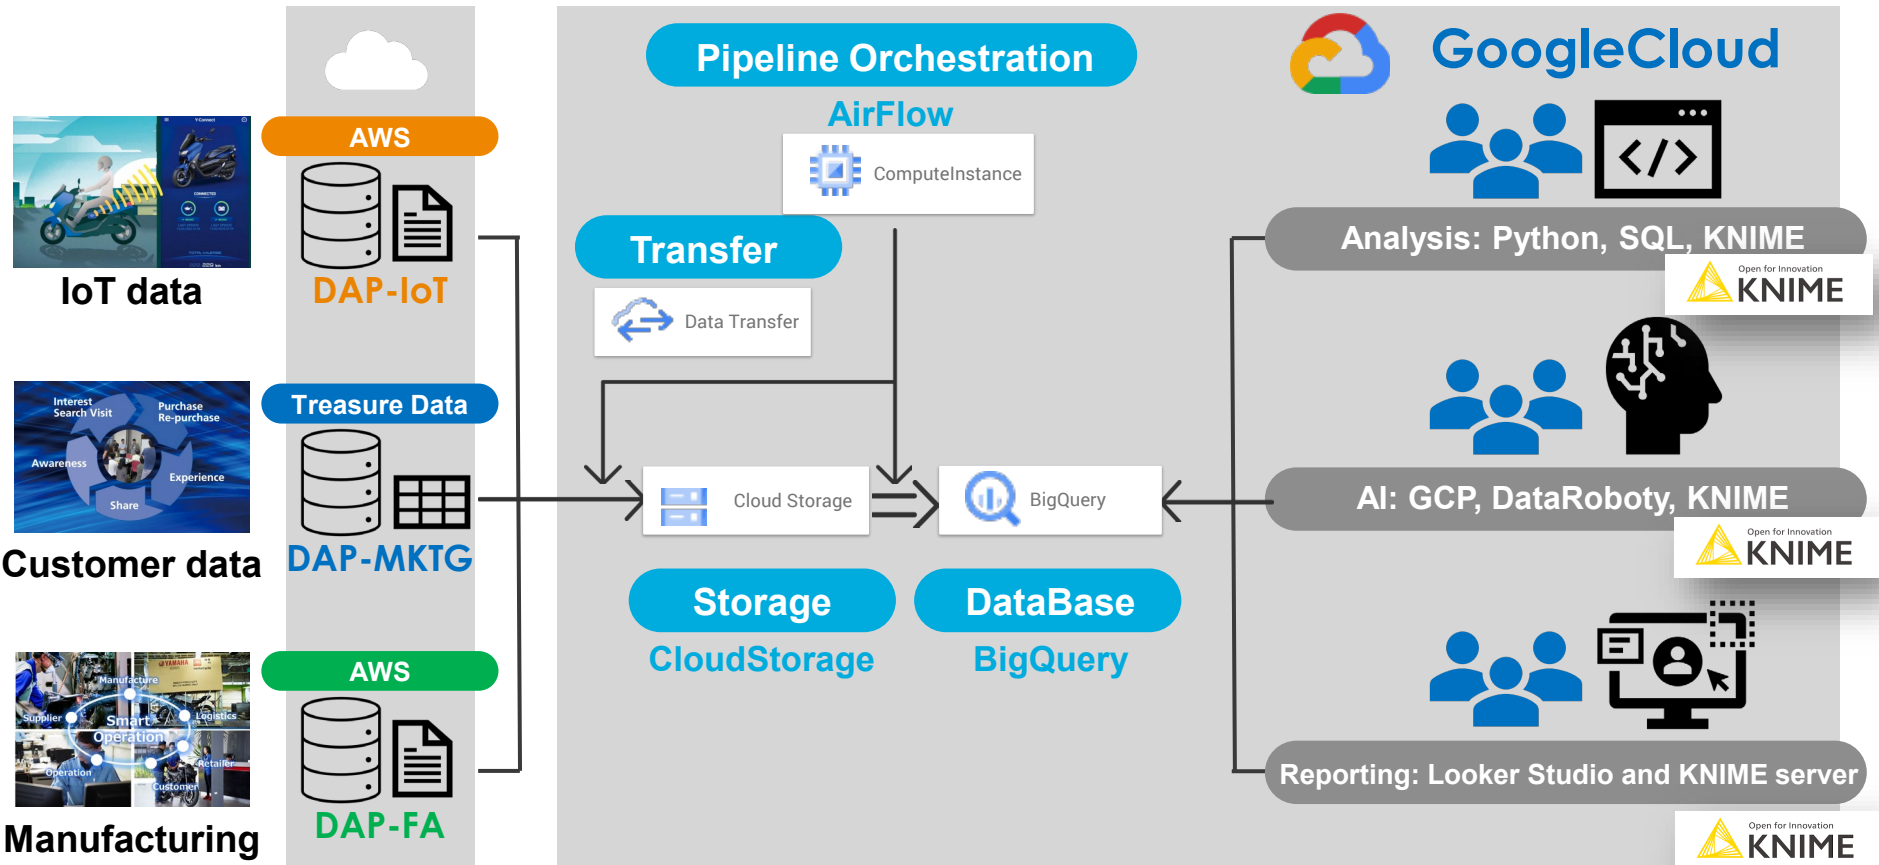 Pipeline Orchestration
AirFlow
ComputeInstance
GoogleCloud
Transfer
Data Transfer
Y-Connect
CONNECTED
IoT data
AWS
DAP-IoT
Interest
Search Visit
Purchase
Re-purchase
Awareness
Experience
Share
Customer data
Treasure Data
DAP-MKTG
YAMAHA
Manufacture
Supplier
Logistics
Smart
Operation
Operation
Retailer
Customer
Manufacturing
AWS
DAP-FA
Cloud Storage
BigQuery
Storage
CloudStorage
DataBase
BigQuery
Analysis: Python, SQL, KNIME
Open for Innovation
KNIME
AI: GCP, DataRoboty, KNIME
Open for Innovation
KNIME
Reporting: Looker Studio and KNIME server
Open for Innovation
KNIME